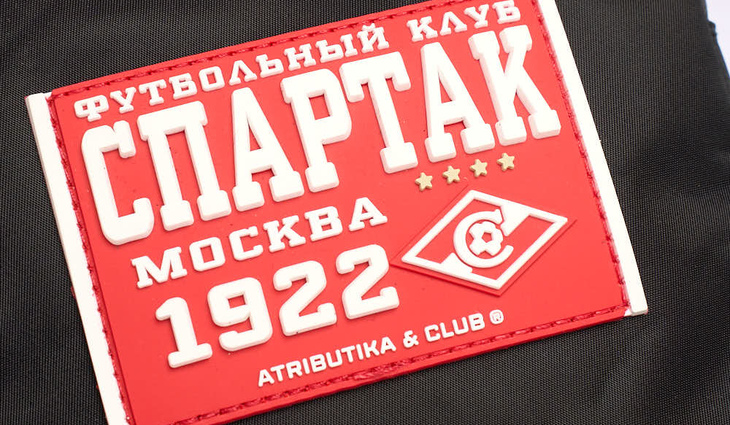 ФУТБОЛЬНЫЙ КЛУБ
СПАРТАК
МОСКВА
1922
ATRIBUTIKA & CLUB ®